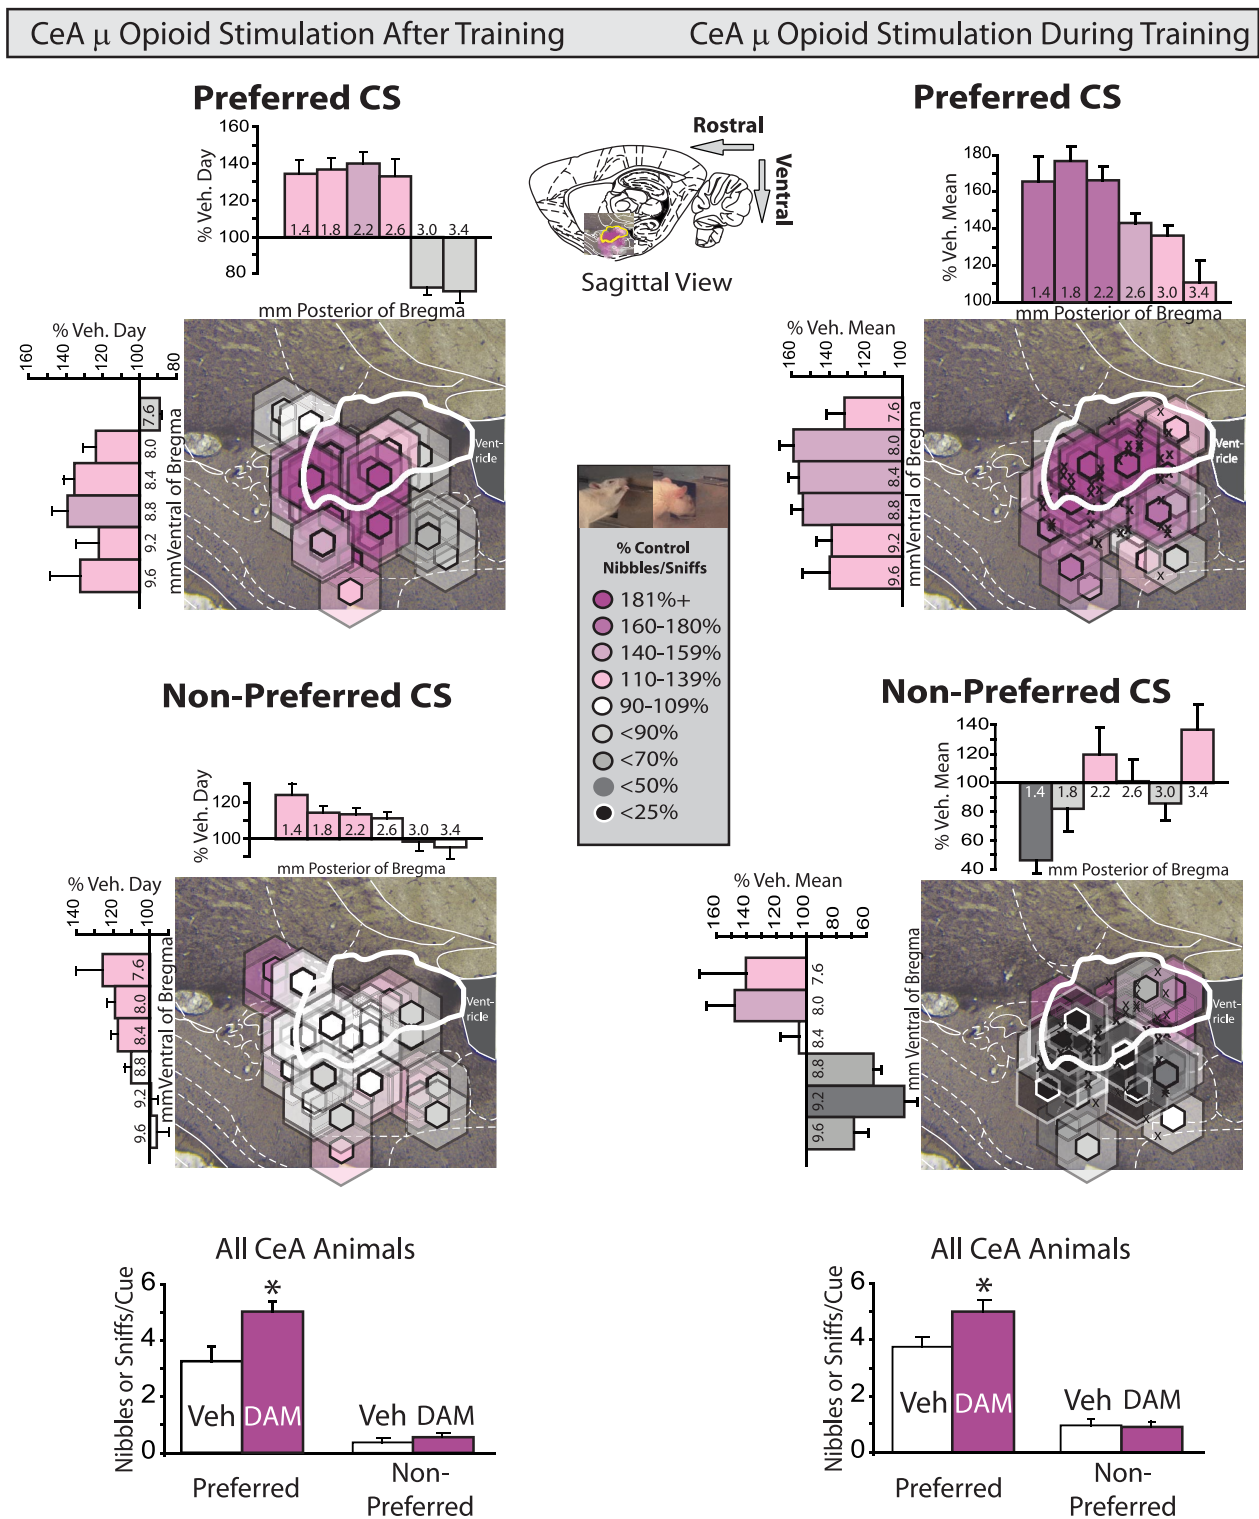 CeA μ Opioid Stimulation After Training
CeA μ Opioid Stimulation During Training
Preferred CS
% Veh. Day
160
140
120
100
80
1.4 1.8 2.2 2.6 3.0 3.4
mm Posterior of Bregma
% Veh. Day
160 140 120 100 80
7.6
8.0
8.4
8.8
9.2
9.6
mmVentral of Bregma
Vent-
ricle
Rostral
Ventral
Sagittal View
Preferred CS
% Veh. Mean
180
160
140
120
100
1.4 1.8 2.2 2.6 3.0 3.4
mm Posterior of Bregma
% Veh. Mean
160 140 120 100
7.6
8.0
8.4
8.8
9.2
9.6
mmVentral of Bregma
Vent-
ricle
% Control
Nibbles/Sniffs
181%+
160-180%
140-159%
110-139%
90-109%
<90%
<70%
<50%
<25%
Non-Preferred CS
% Veh. Day
120
100
1.4 1.8 2.2 2.6 3.0 3.4
mm Posterior of Bregma
% Veh. Day
140 120 100
7.6
8.0
8.4
8.8
9.2
9.6
mmVentral of Bregma
Vent-
ricle
Non-Preferred CS
% Veh. Mean
140
120
100
80
60
40
1.4 1.8 2.2 2.6 3.0 3.4
mm Posterior of Bregma
% Veh. Mean
160 140 120 100 80 60
7.6
8.0
8.4
8.8
9.2
9.6
mm Ventral of Bregma
Vent-
ricle
All CeA Animals
Nibbles or Sniffs/Cue
6
4
2
0
*
Veh DAM
Veh DAM
Preferred
Non-
Preferred
All CeA Animals
Nibbles or Sniffs/Cue
6
4
2
0
*
Veh DAM
Veh DAM
Preferred
Non-
Preferred